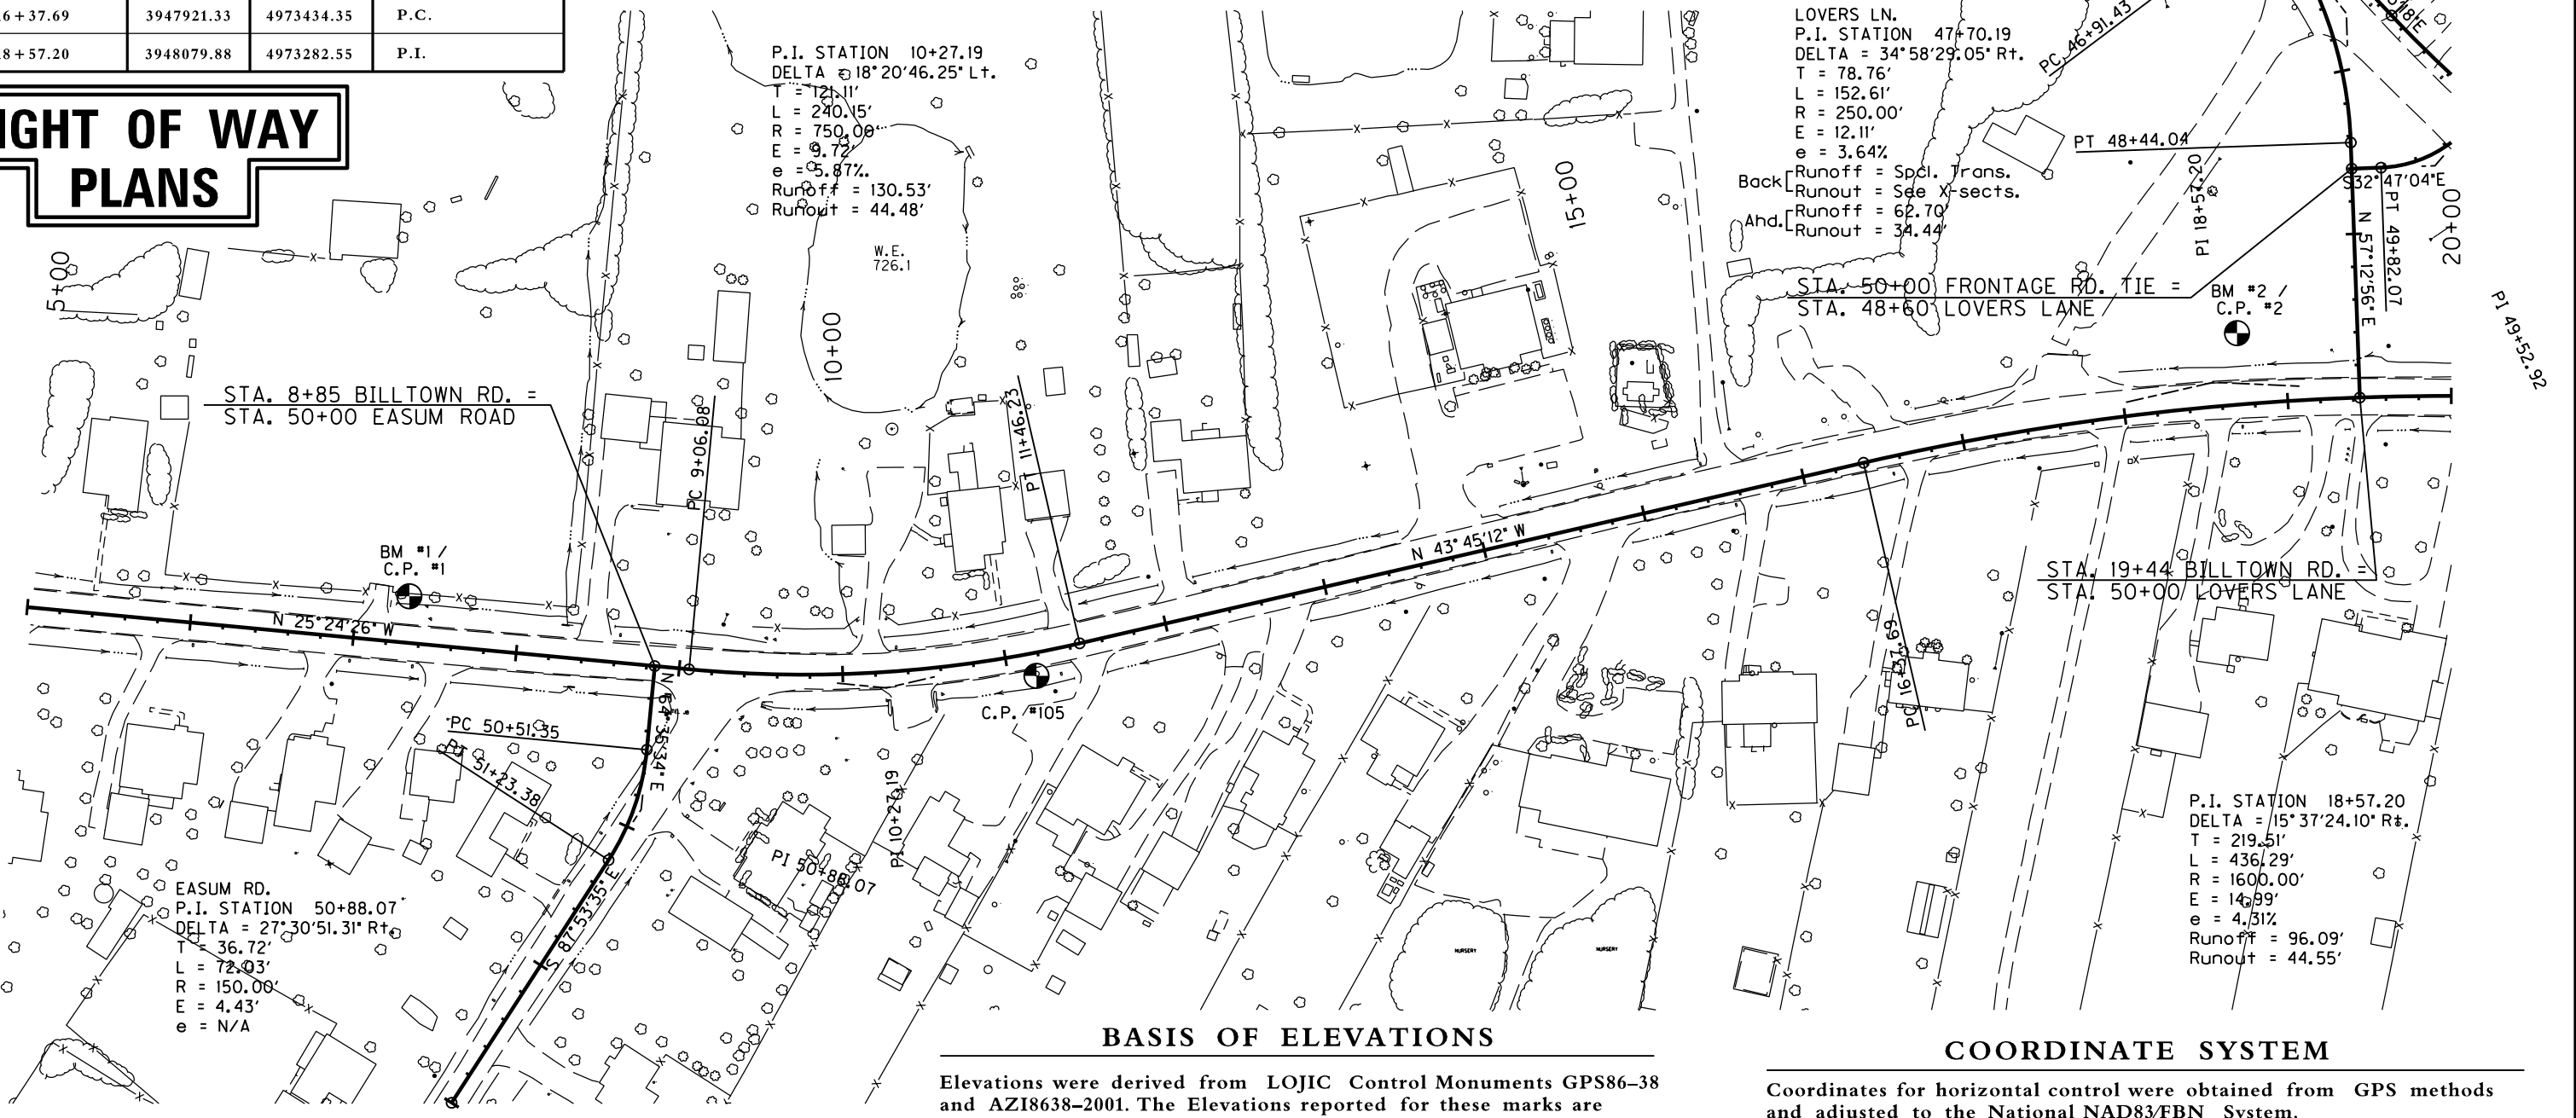 6+37.69 3947921.33 4973434.35 P.C.
8+57.20 3948079.88 4973282.55 P.I.
IGHT OF WAY
PLANS
P.I. STATION 10+27.19
DELTA = 18°20'46.25" Lt.
T = 121.11'
L = 240.15'
R = 750.00'
E = 9.72'
e = 5.87%.
Runoff = 130.53'
Runout = 44.48'
W.E.
726.1
LOVERS LN.
P.I. STATION 47+70.19
DELTA = 34°58'29.05" Rt.
T = 78.76'
L = 152.61'
R = 250.00'
E = 12.11'
e = 3.64%
Back Runoff = Spcl. Trans.
Runout = See X-sects.
Ahd. Runoff = 62.70'
Runout = 34.44'
PC 46+91.43
18'E
PT 48+44.04
PI 18+57.20
S32°47'04"E
N 57°12'56" E
PT 49+82.07
20+00
PI 49+52.92
STA. 50+00 FRONTAGE RD. TIE =
STA. 48+60 LOVERS LANE
BM #2 /
C.P. #2
5+00
10+00
15+00
STA. 8+85 BILLTOWN RD. =
STA. 50+00 EASUM ROAD
PC 9+06.08
PT 11+46.23
BM #1 /
C.P. #1
N 25°24'26" W
N 43°45'12" W
STA. 19+44 BILLTOWN RD. =
STA. 50+00 LOVERS LANE
PC 16+37.69
N 64°35'34" E
PC 50+51.35
PT 51+23.38
C.P. #105
PI 10+27.19
PI 50+88.07
S 87°53'35" E
EASUM RD.
P.I. STATION 50+88.07
DELTA = 27°30'51.31" Rt.
T = 36.72'
L = 72.03'
R = 150.00'
E = 4.43'
e = N/A
NURSERY
NURSERY
P.I. STATION 18+57.20
DELTA = 15°37'24.10" Rt.
T = 219.51'
L = 436.29'
R = 1600.00'
E = 14.99'
e = 4.31%
Runoff = 96.09'
Runout = 44.55'
BASIS OF ELEVATIONS
Elevations were derived from LOJIC Control Monuments GPS86–38
and AZI8638–2001. The Elevations reported for these marks are
COORDINATE SYSTEM
Coordinates for horizontal control were obtained from GPS methods
and adjusted to the National NAD83/FBN System.